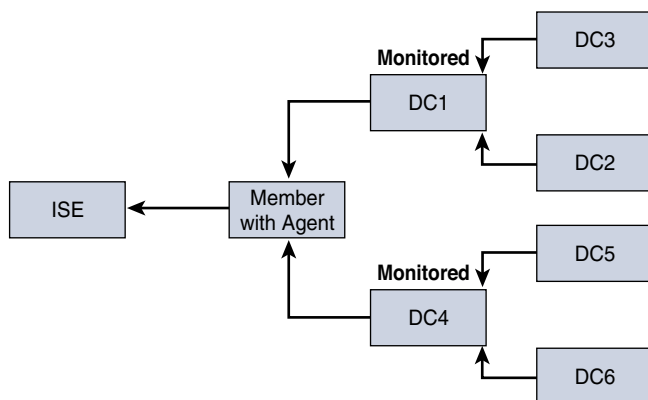 DC3
Monitored
DC1
DC2
ISE
Member
with Agent
DC5
Monitored
DC4
DC6